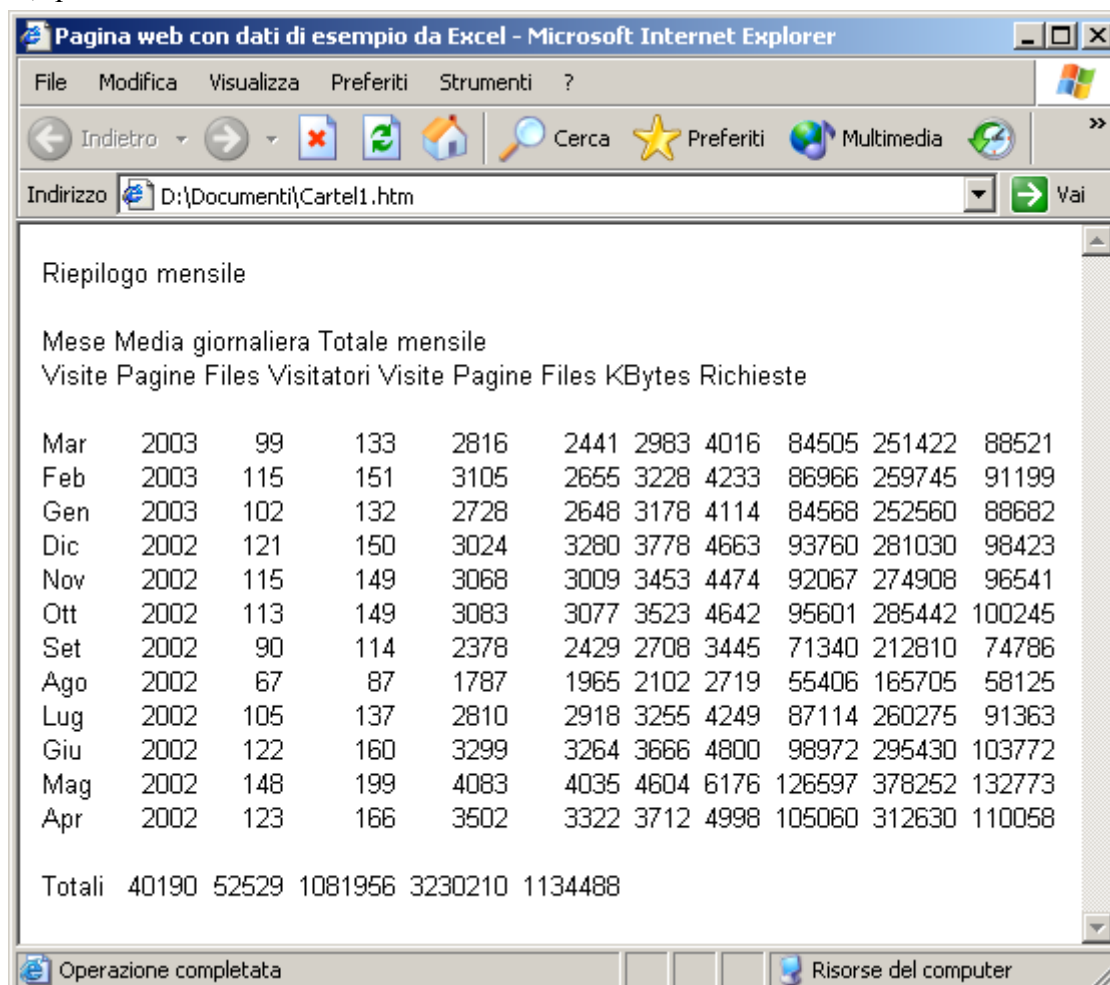 Pagina web con dati di esempio da Excel - Microsoft Internet Explorer
File Modifica Visualizza Preferiti Strumenti ?
Indietro Cerca Preferiti Multimedia »
Indirizzo D:\Documenti\Cartel1.htm Vai
Riepilogo mensile
Mese Media giornaliera Totale mensile
Visite Pagine Files Visitatori Visite Pagine Files KBytes Richieste
Mar 2003 99 133 2816 2441 2983 4016 84505 251422 88521
Feb 2003 115 151 3105 2655 3228 4233 86966 259745 91199
Gen 2003 102 132 2728 2648 3178 4114 84568 252560 88682
Dic 2002 121 150 3024 3280 3778 4663 93760 281030 98423
Nov 2002 115 149 3068 3009 3453 4474 92067 274908 96541
Ott 2002 113 149 3083 3077 3523 4642 95601 285442 100245
Set 2002 90 114 2378 2429 2708 3445 71340 212810 74786
Ago 2002 67 87 1787 1965 2102 2719 55406 165705 58125
Lug 2002 105 137 2810 2918 3255 4249 87114 260275 91363
Giu 2002 122 160 3299 3264 3666 4800 98972 295430 103772
Mag 2002 148 199 4083 4035 4604 6176 126597 378252 132773
Apr 2002 123 166 3502 3322 3712 4998 105060 312630 110058
Totali 40190 52529 1081956 3230210 1134488
Operazione completata Risorse del computer